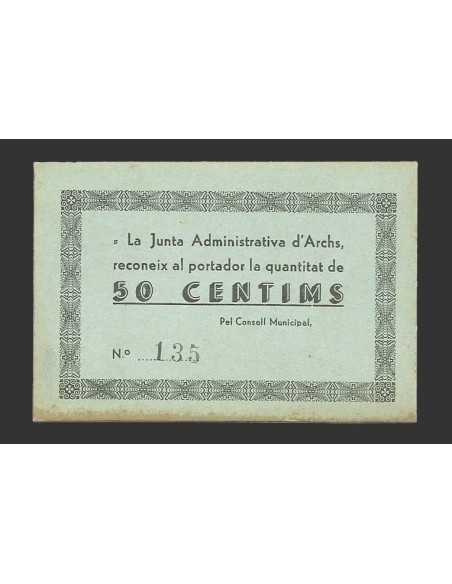 La Junta Administrativa d'Archs,
reconeix al portador la quantitat de
50 CENTIMS
Pel Consell Municipal,
N.º 135